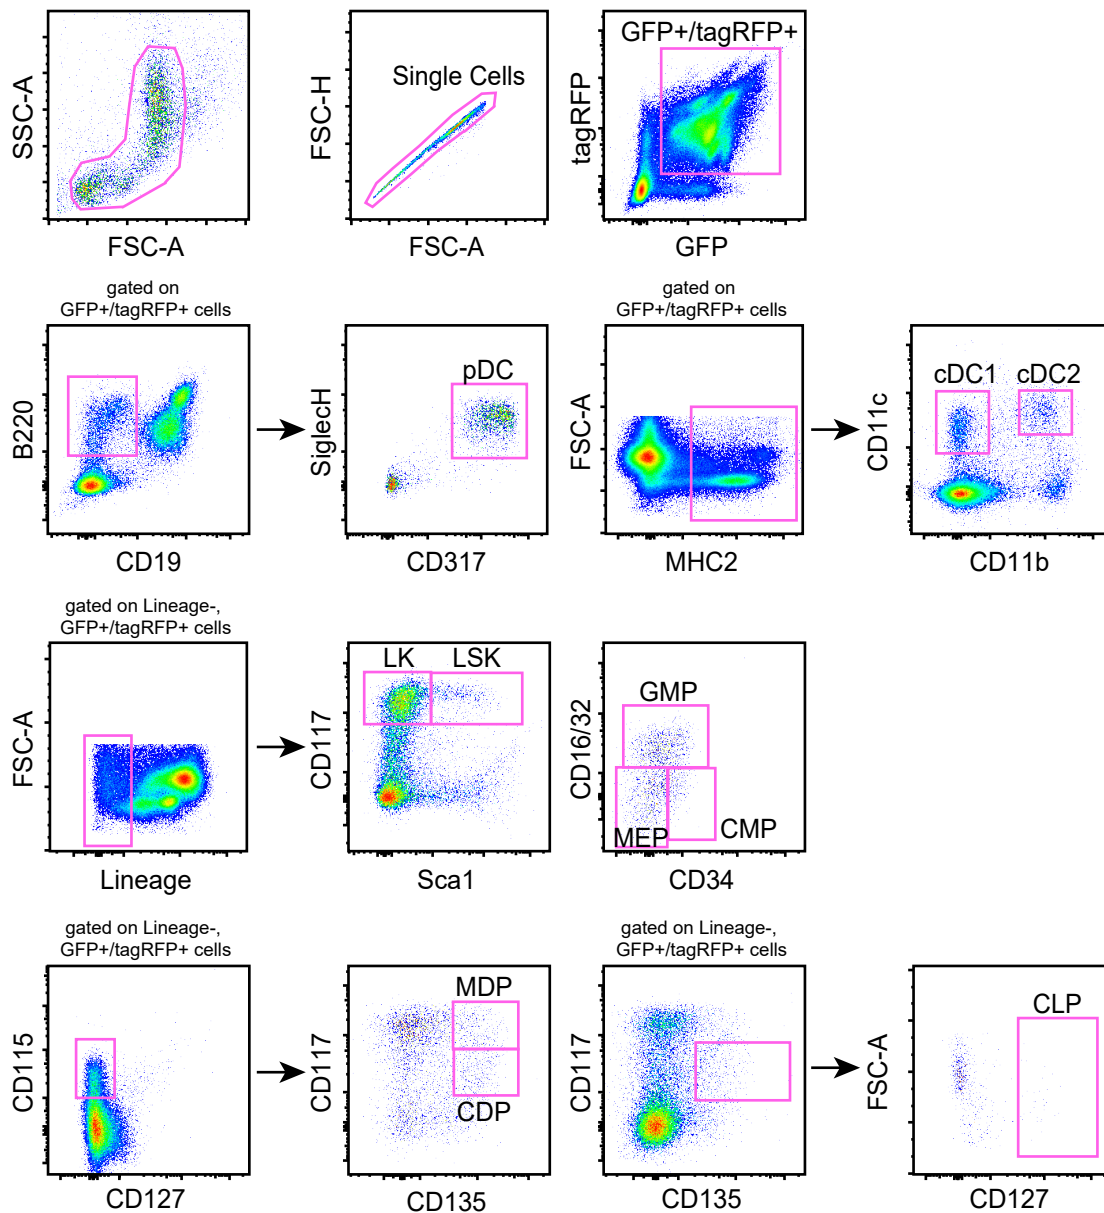 SSC-A
FSC-A
FSC-H
Single Cells
FSC-A
tagRFP
GFP+/tagRFP+
GFP
gated on
GFP+/tagRFP+ cells
B220
CD19
SiglecH
pDC
CD317
gated on
GFP+/tagRFP+ cells
FSC-A
MHC2
CD11c
cDC1
cDC2
CD11b
gated on Lineage-,
GFP+/tagRFP+ cells
FSC-A
Lineage
CD117
LK
LSK
Sca1
CD16/32
GMP
MEP
CMP
CD34
gated on Lineage-,
GFP+/tagRFP+ cells
CD115
CD127
CD117
MDP
CDP
CD135
gated on Lineage-,
GFP+/tagRFP+ cells
CD117
CD135
FSC-A
CLP
CD127